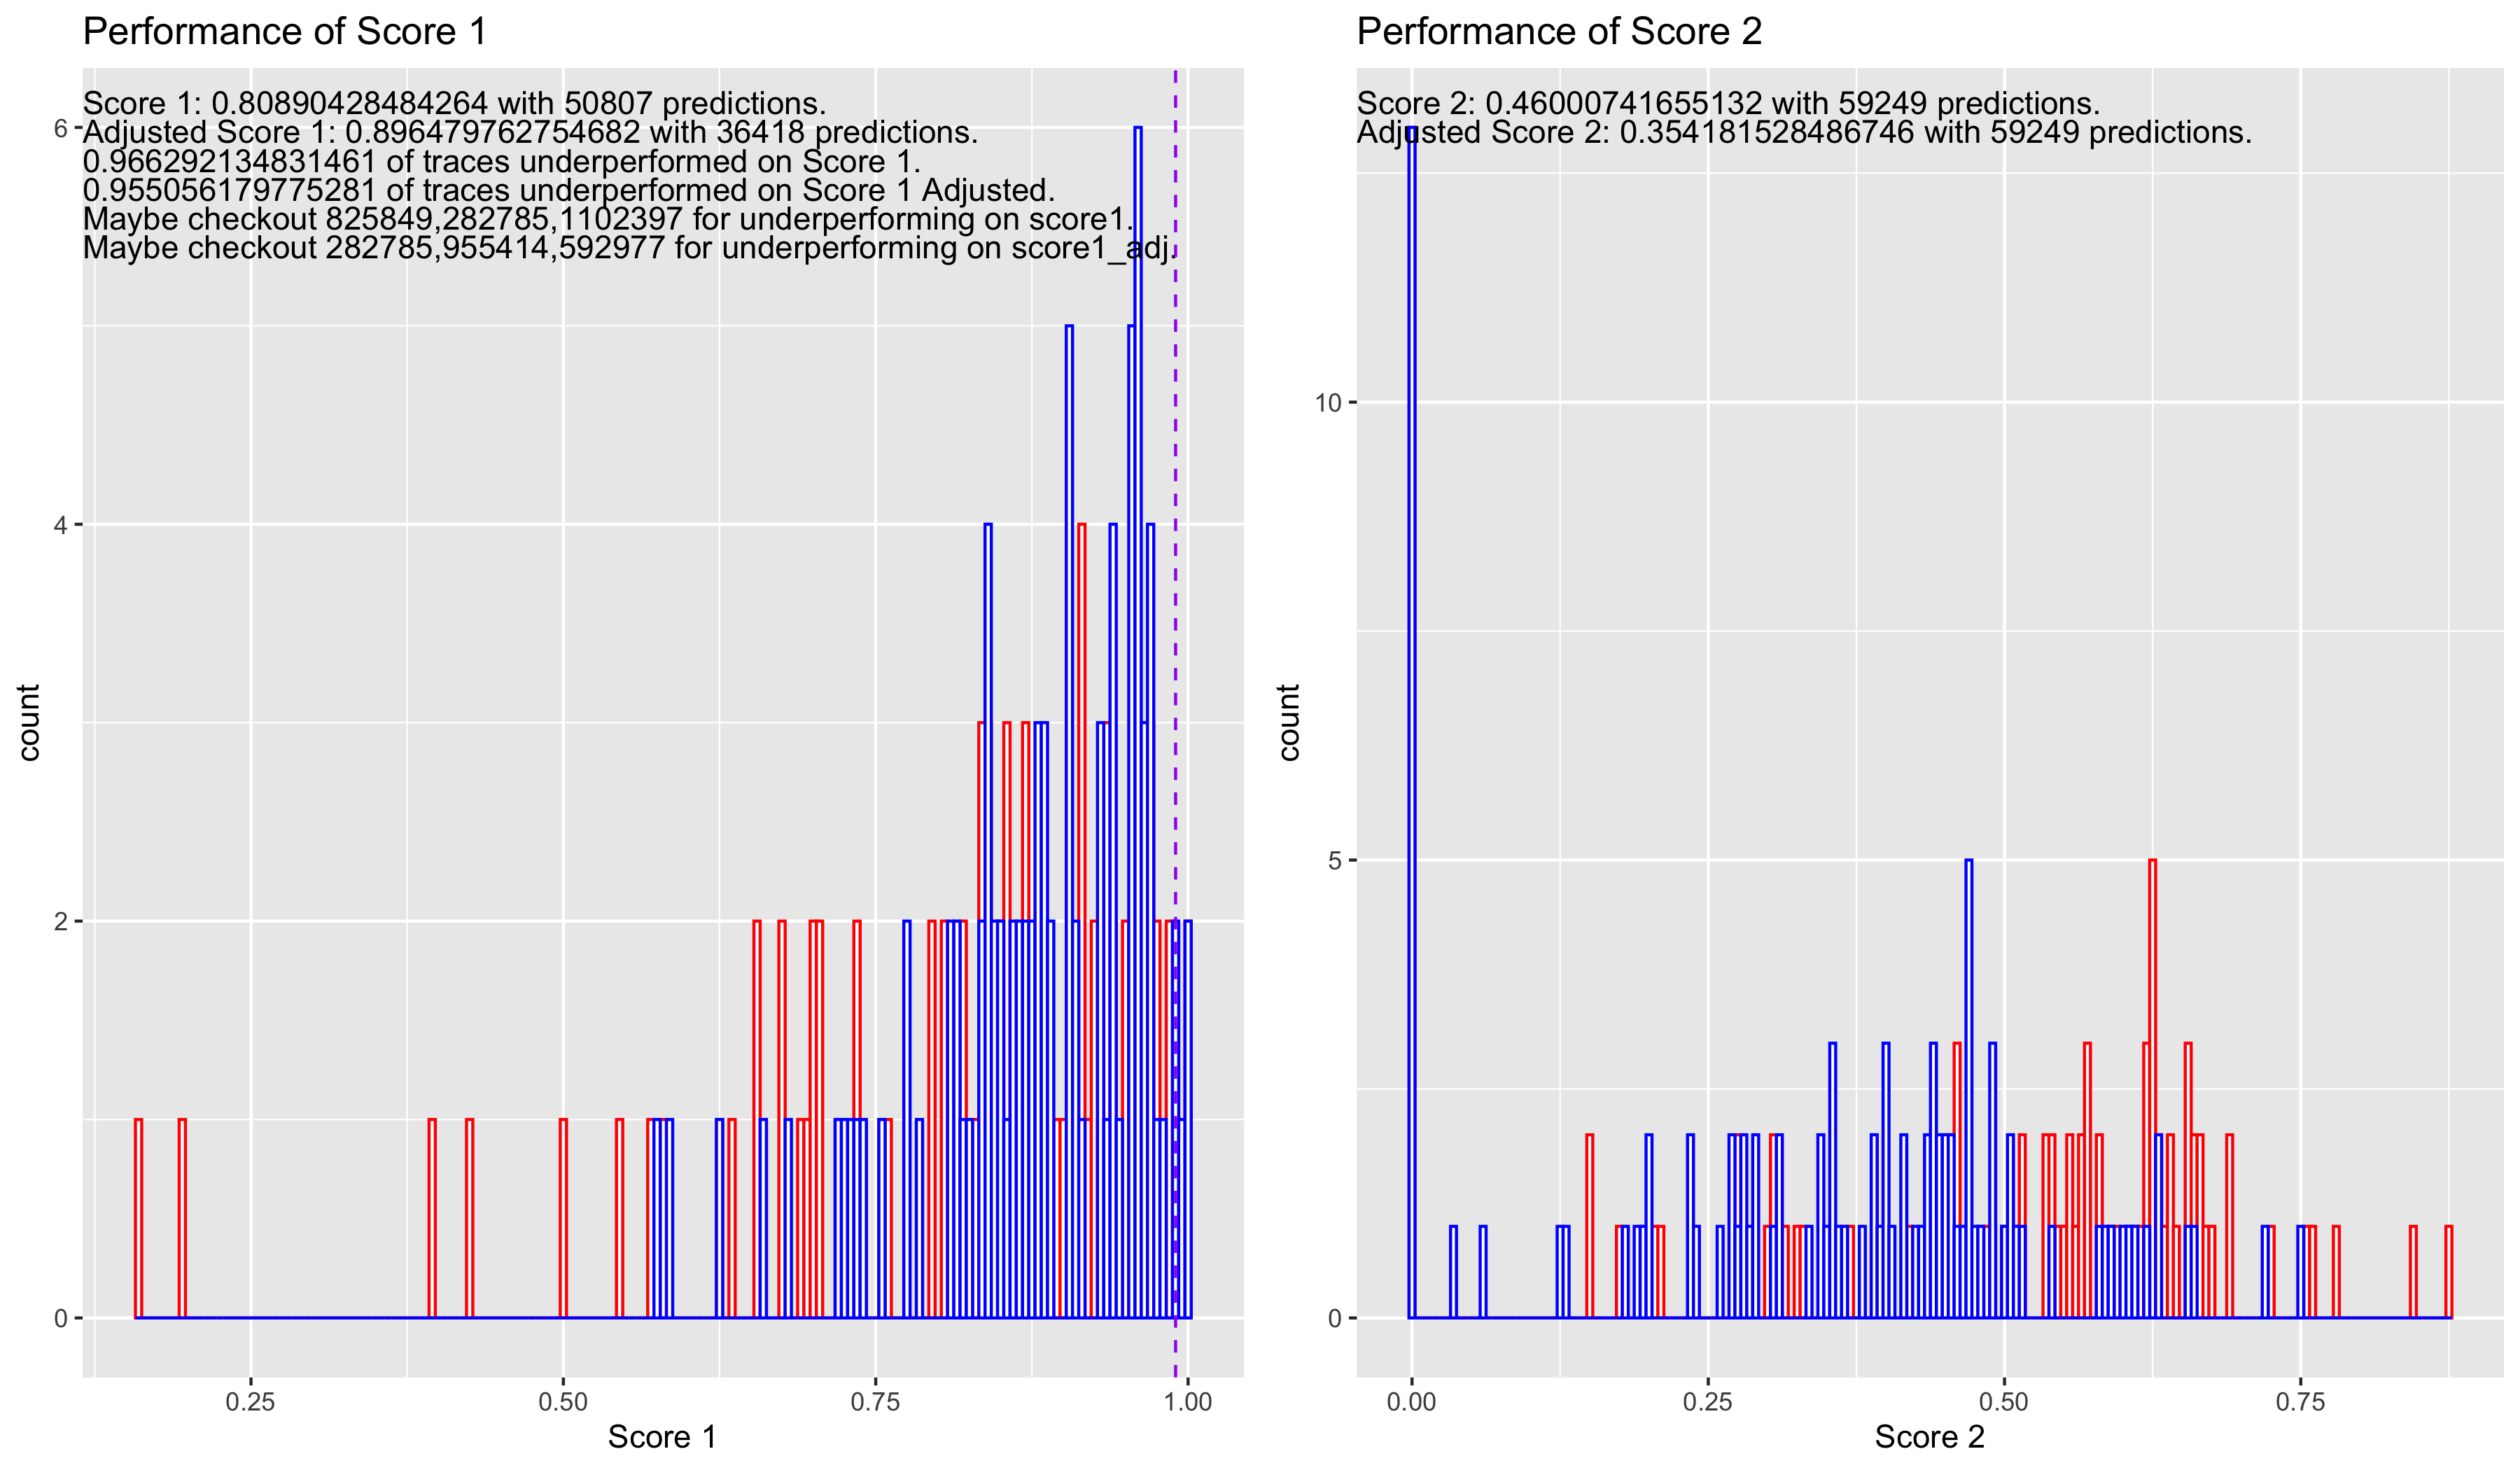 Performance of Score 1
Score 1: 0.80890428484264 with 50807 predictions.
Adjusted Score 1: 0.896479762754682 with 36418 predictions.
0.966292134831461 of traces underperformed on Score 1.
0.955056179775281 of traces underperformed on Score 1 Adjusted.
Maybe checkout 825849,282785,1102397 for underperforming on score1.
Maybe checkout 282785,955414,592977 for underperforming on score1_adj.
6
4
2
0
count
0.25 0.50 0.75 1.00
Score 1
Performance of Score 2
Score 2: 0.46000741655132 with 59249 predictions.
Adjusted Score 2: 0.354181528486746 with 59249 predictions.
10
5
0
count
0.00 0.25 0.50 0.75
Score 2